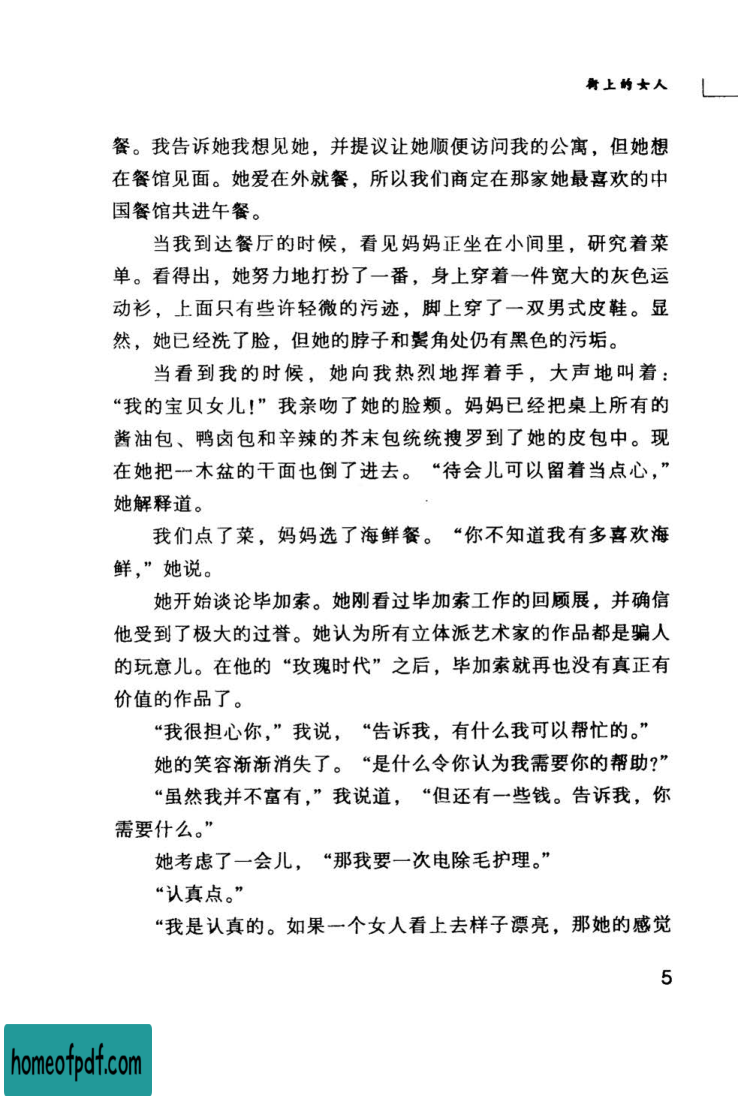 街上的女人
餐。我告诉她我想见她，并提议让她顺便访问我的公寓，但她想
在餐馆见面。她爱在外就餐，所以我们商定在那家她最喜欢的中
国餐馆共进午餐。
当我到达餐厅的时候，看见妈妈正坐在小间里，研究着菜
单。看得出，她努力地打扮了一番，身上穿着一件宽大的灰色运
动衫，上面只有些许轻微的污迹，脚上穿了一双男式皮鞋。显
然，她已经洗了脸，但她的脖子和鬓角处仍有黑色的污垢。
当看到我的时候，她向我热烈地挥着手，大声地叫着：
“我的宝贝女儿！”我亲吻了她的脸颊。妈妈已经把桌上所有的
酱油包、鸭卤包和辛辣的芥末包统统搜罗到了她的皮包中。现
在她把一木盆的干面也倒了进去。“待会儿可以留着当点心，”
她解释道。
我们点了菜，妈妈选了海鲜餐。“你不知道我有多喜欢海
鲜，”她说。
她开始谈论毕加索。她刚看过毕加索工作的回顾展，并确信
他受到了极大的过誉。她认为所有立体派艺术家的作品都是骗人
的玩意儿。在他的“玫瑰时代”之后，毕加索就再也没有真正有
价值的作品了。
“我很担心你，”我说，“告诉我，有什么我可以帮忙的。”
她的笑容渐渐消失了。“是什么令你认为我需要你的帮助？”
“虽然我并不富有，”我说道，“但还有一些钱。告诉我，你
需要什么。”
她考虑了一会儿，“那我要一次电除毛护理。”
“认真点。”
“我是认真的。如果一个女人看上去样子漂亮，那她的感觉
5
homeofpdf.com